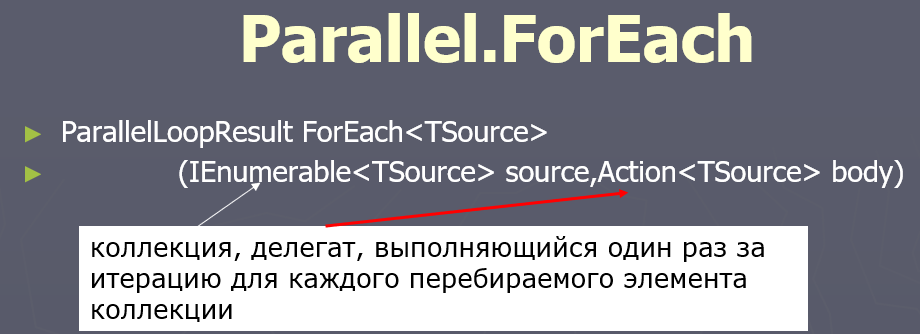 Parallel.ForEach
► ParallelLoopResult ForEach<TSource>
► (IEnumerable<TSource> source,Action<TSource> body)
коллекция, делегат, выполняющийся один раз за
итерацию для каждого перебираемого элемента
коллекции